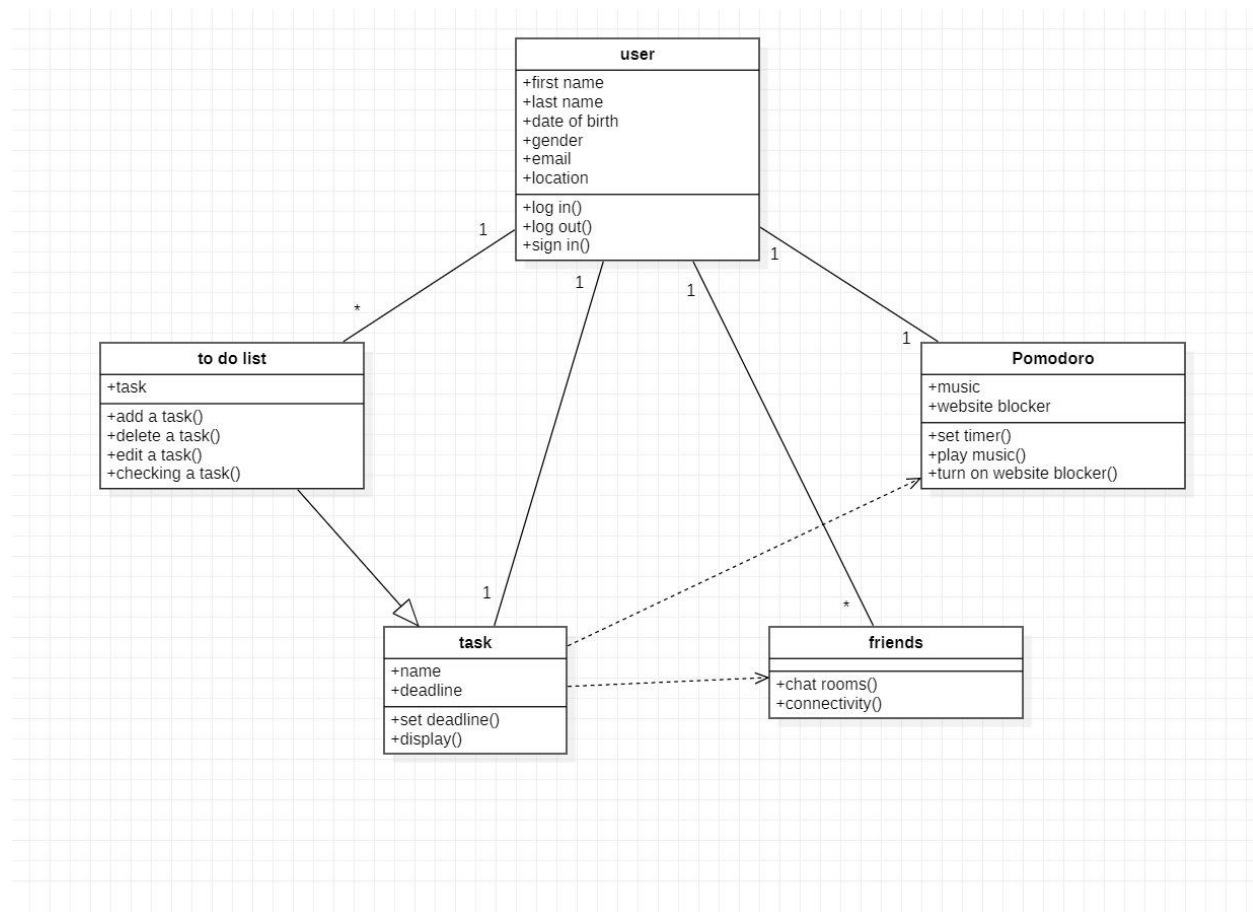 user
+first name
+last name
+date of birth
+gender
+email
+location
+log in()
+log out()
+sign in()
1
1
1
1
*
1
to do list
+task
+add a task()
+delete a task()
+edit a task()
+checking a task()
Pomodoro
+music
+website blocker
+set timer()
+play music()
+turn on website blocker()
1
*
task
+name
+deadline
+set deadline()
+display()
friends
+chat rooms()
+connectivity()